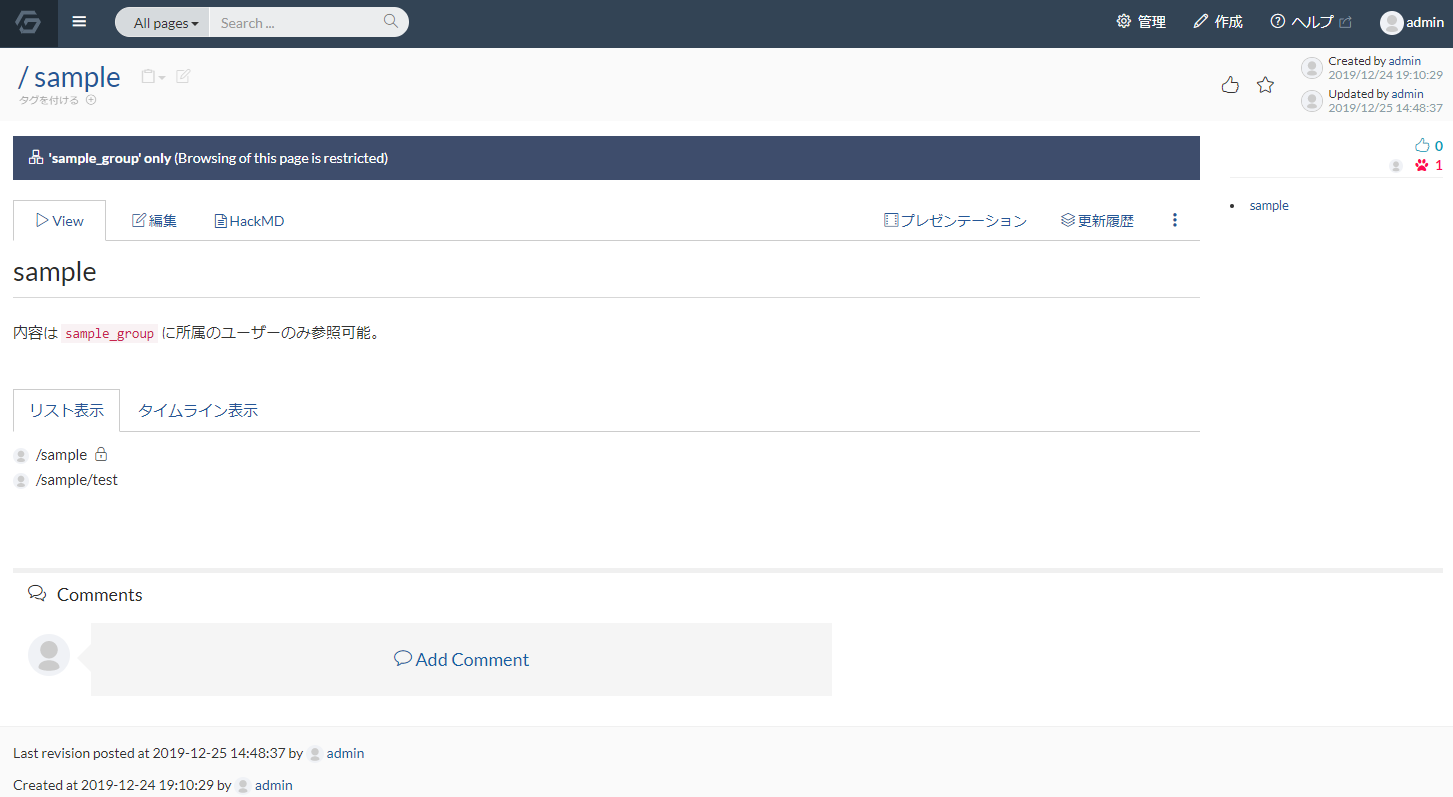 All pages Search ... 管理 作成 ヘルプ admin
/ sample
タグを付ける
Created by admin
2019/12/24 19:10:29
Updated by admin
2019/12/25 14:48:37
'sample_group' only (Browsing of this page is restricted)
0
1
sample
View 編集 HackMD プレゼンテーション 更新履歴
sample
内容は sample_group に所属のユーザーのみ参照可能。
リスト表示 タイムライン表示
/sample
/sample/test
Comments
Add Comment
Last revision posted at 2019-12-25 14:48:37 by admin
Created at 2019-12-24 19:10:29 by admin